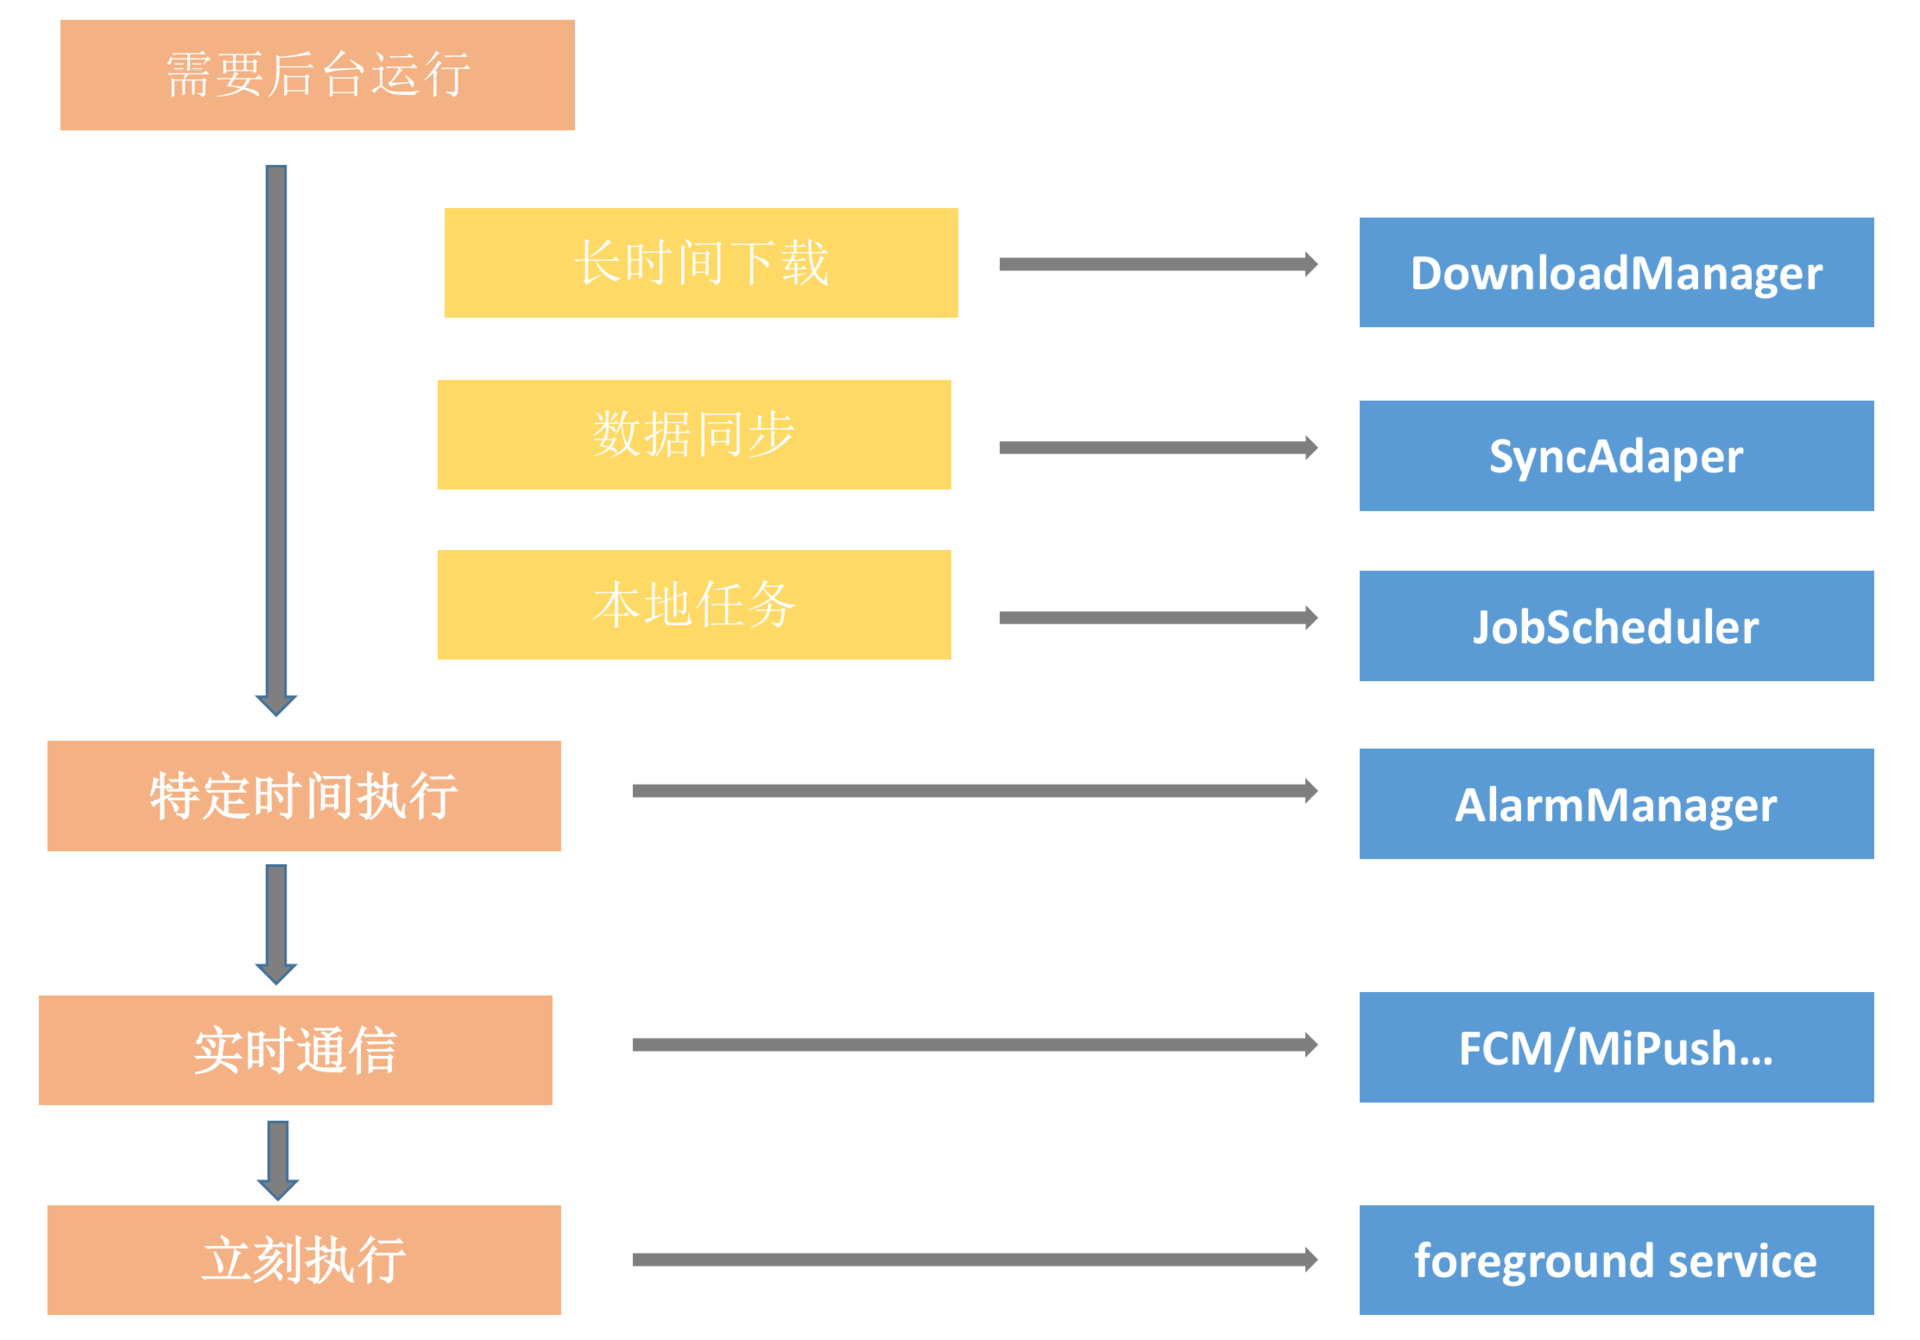 需要后台运行
长时间下载
DownloadManager
数据同步
SyncAdaper
本地任务
JobScheduler
特定时间执行
AlarmManager
实时通信
FCM/MiPush...
立刻执行
foreground service